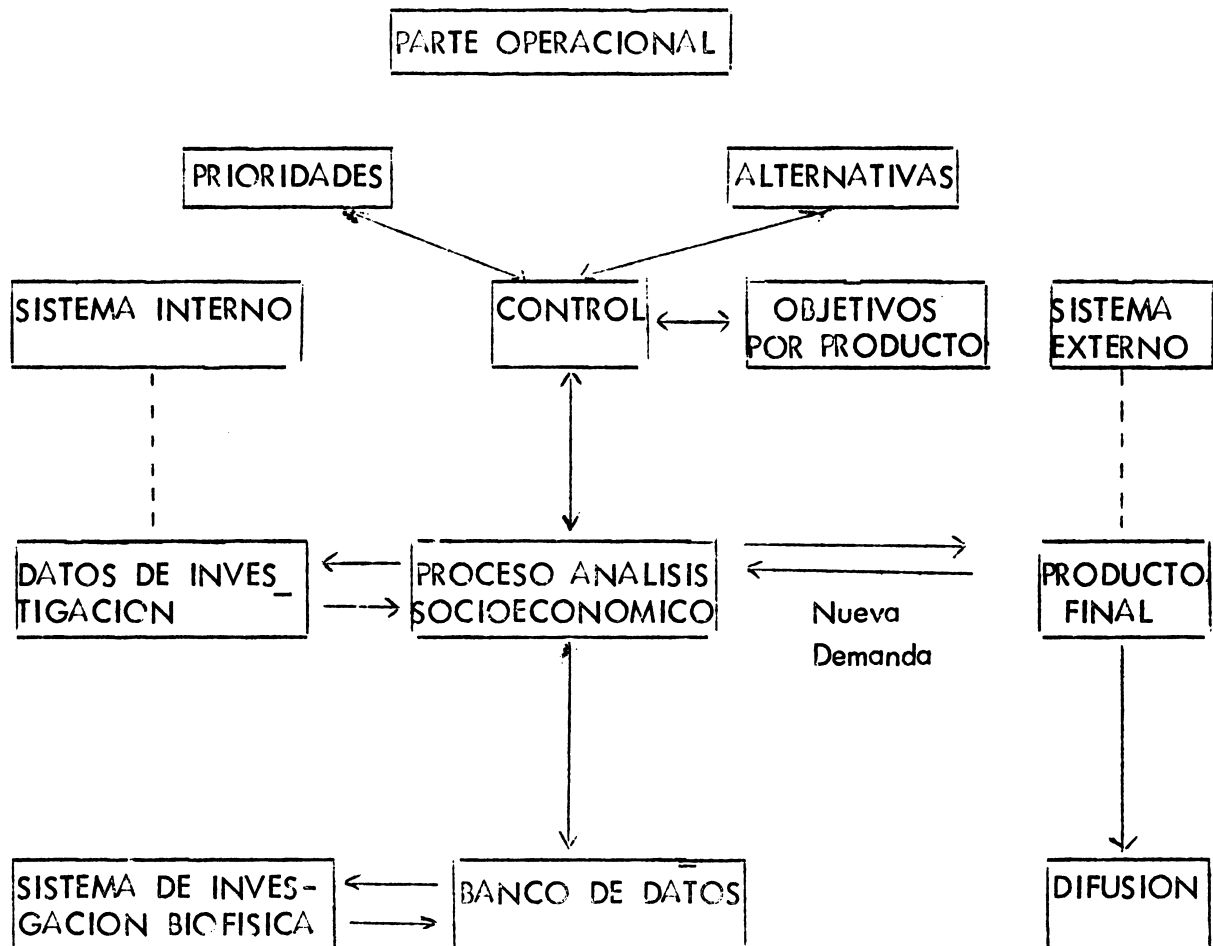 PARTE OPERACIONAL
PRIORIDADES
ALTERNATIVAS
SISTEMA INTERNO
CONTROL
OBJETIVOS
POR PRODUCTO
SISTEMA
EXTERNO
DATOS DE INVES_
TIGACION
PROCESO ANALISIS
SOCIOECONOMICO
Nueva
Demanda
PRODUCTO
FINAL
SISTEMA DE INVES-
GACION BIOFISICA
BANCO DE DATOS
DIFUSION